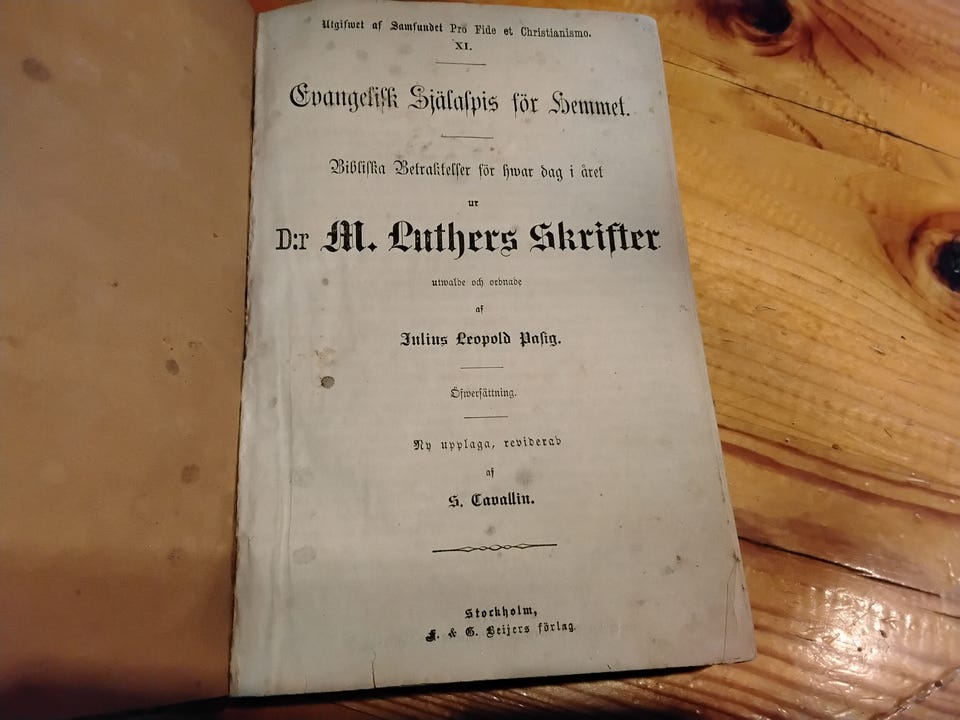 Utgifwet af Samfundet Pro Fide et Christianismo.
XI.
Evangelisk Själaspis för Hemmet.
Bibliska Betraktelser för hwar dag i året
ur
D:r M. Luthers Skrifter
utwalde och ordnade
af
Julius Leopold Pasig.
Öfwersättning.
Ny upplaga, reviderad
af
S. Cavallin.
Stockholm,
F. & G. Beijers förlag.